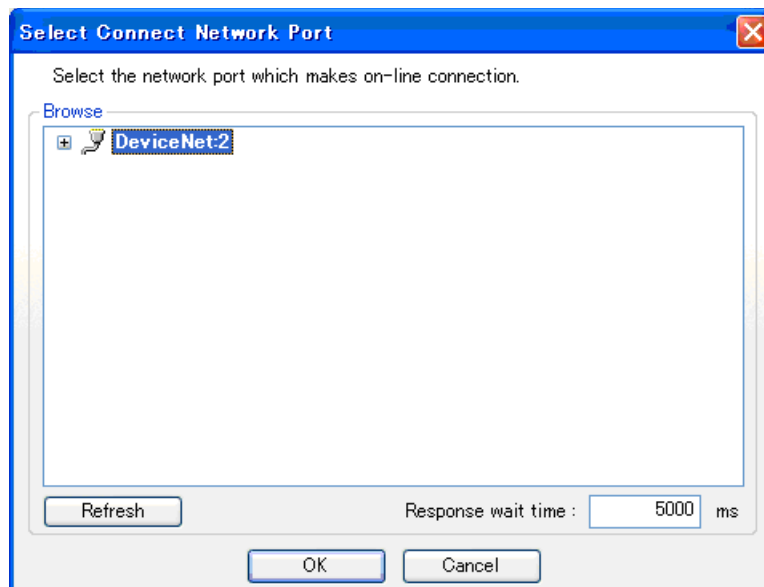 Select Connect Network Port
Select the network port which makes on-line connection.
Browse
DeviceNet:2
Refresh Response wait time : 5000 ms
OK Cancel